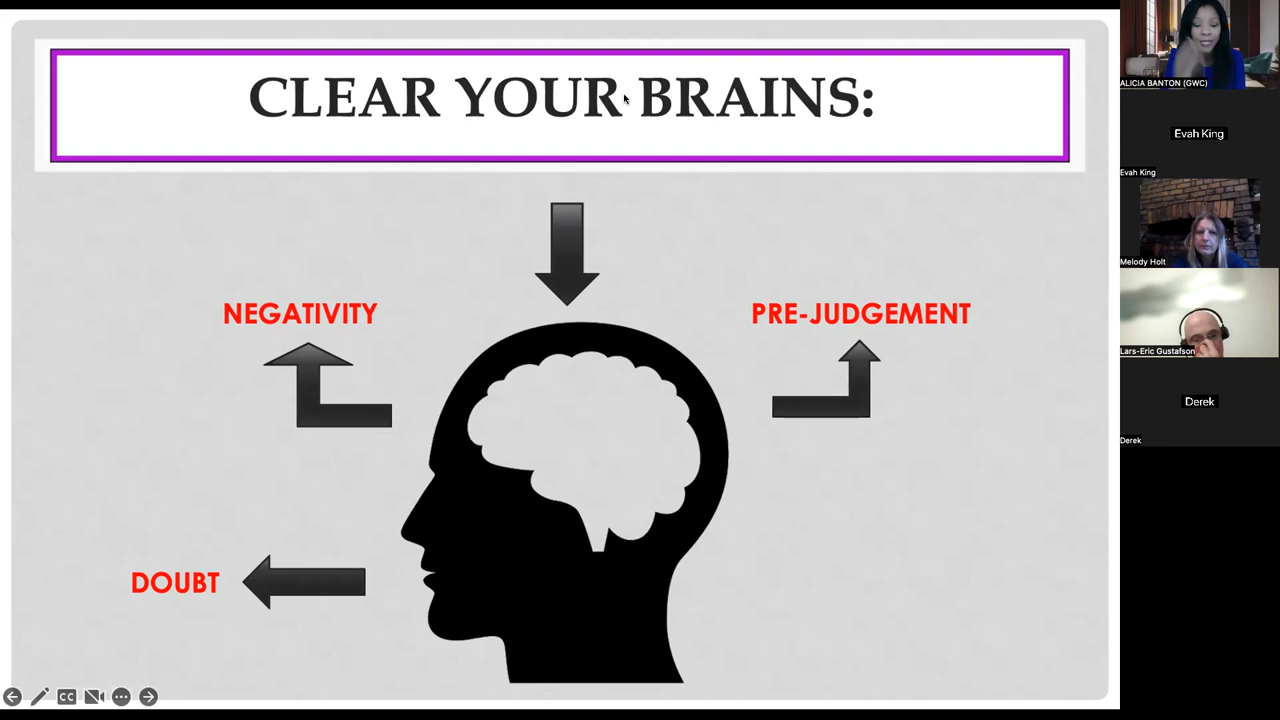 CLEAR YOUR BRAINS:
NEGATIVITY
PRE-JUDGEMENT
DOUBT
CC
ALICIA BANTON (GWC)
Evah King
Evah King
Melody Holt
Lars-Eric Gustafson
Derek
Derek